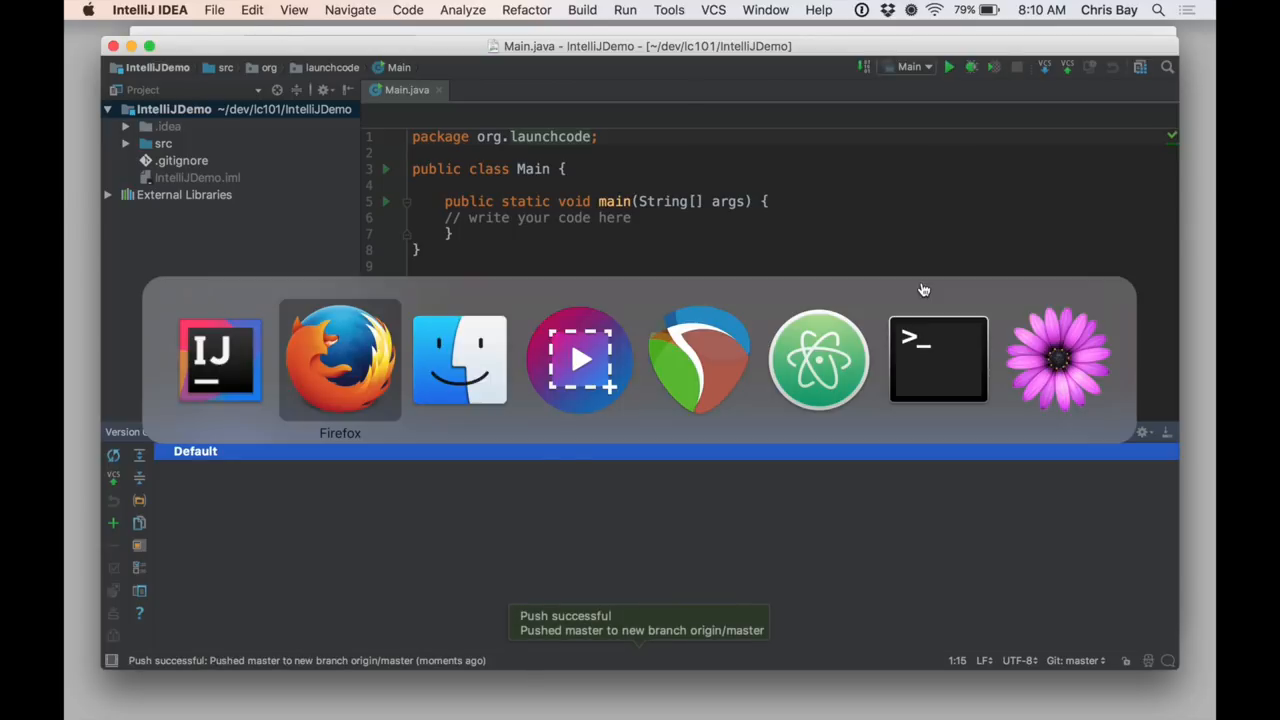 IntelliJ IDEA File Edit View Navigate Code Analyze Refactor Build Run Tools VCS Window Help 79% 8:10 AM Chris Bay
Main.java - IntelliJDemo - [~/dev/lc101/IntelliJDemo]
IntelliJDemo src org launchcode Main Main VCS VCS
Project Main.java
IntelliJDemo ~/dev/lc101/IntelliJDemo
.idea
src
.gitignore
IntelliJDemo.iml
External Libraries
1 package org.launchcode;
2
3 public class Main {
4
5 public static void main(String[] args) {
6 // write your code here
7 }
8 }
9
IJ
>_
Firefox
Version
Default
VCS
Push successful
Pushed master to new branch origin/master
Push successful: Pushed master to new branch origin/master (moments ago) 1:15 LF UTF-8 Git: master